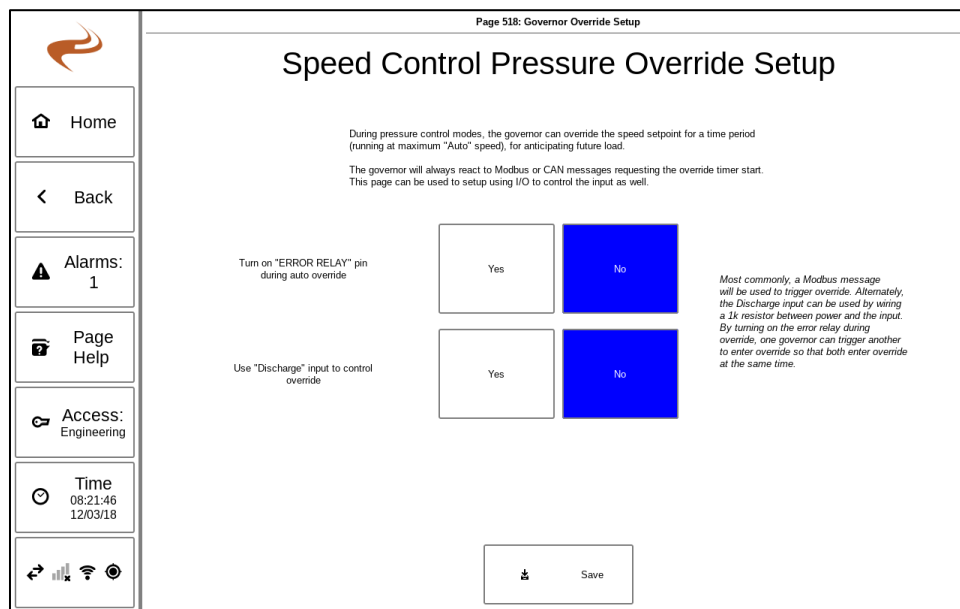 Page 518: Governor Override Setup
Speed Control Pressure Override Setup
Home
Back
Alarms:
1
Page
Help
Access:
Engineering
Time
08:21:46
12/03/18
During pressure control modes, the governor can override the speed setpoint for a time period
(running at maximum "Auto" speed), for anticipating future load.
The governor will always react to Modbus or CAN messages requesting the override timer start.
This page can be used to setup using I/O to control the input as well.
Turn on "ERROR RELAY" pin
during auto override
Yes
No
Use "Discharge" input to control
override
Yes
No
Most commonly, a Modbus message
will be used to trigger override. Alternately,
the Discharge input can be used by wiring
a 1k resistor between power and the input.
By turning on the error relay during
override, one governor can trigger another
to enter override so that both enter override
at the same time.
Save